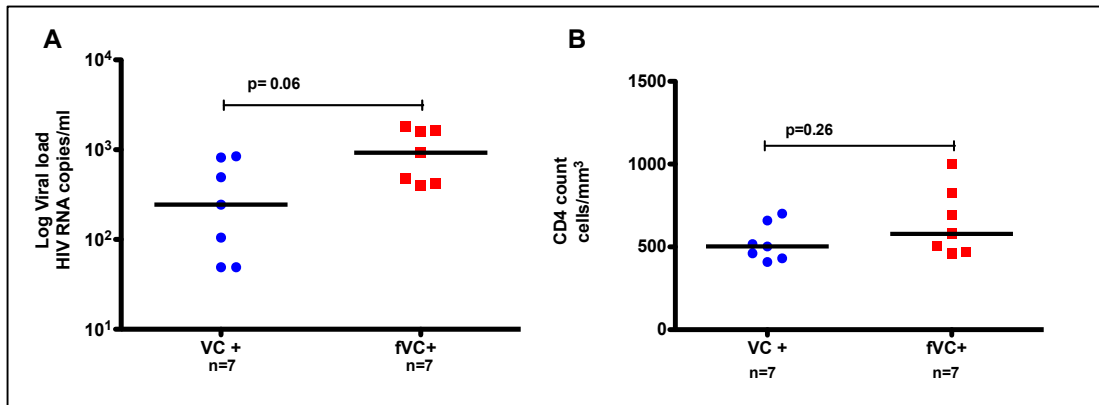 A
Log Viral load
HIV RNA copies/ml
10⁴
10³
10²
10¹
p= 0.06
VC +
n=7
fVC+
n=7
B
CD4 count
cells/mm³
1500
1000
500
0
p=0.26
VC +
n=7
fVC+
n=7